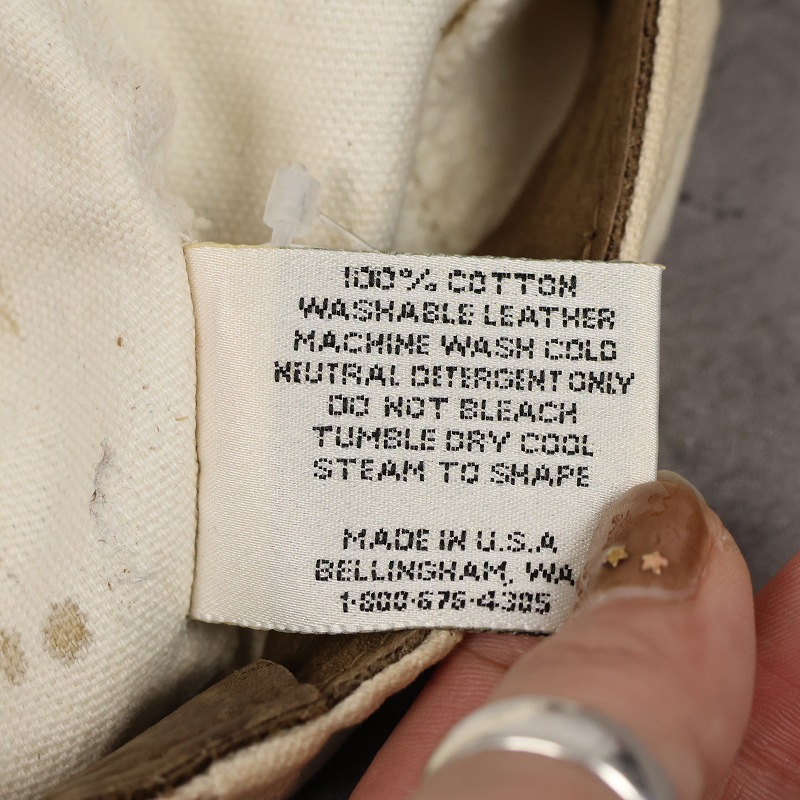 100% COTTON
WASHABLE LEATHER
MACHINE WASH COLD
NEUTRAL DETERGENT ONLY
DO NOT BLEACH
TUMBLE DRY COOL
STEAM TO SHAPE
MADE IN U.S.A
BELLINGHAM, WA
1-800-676-4305